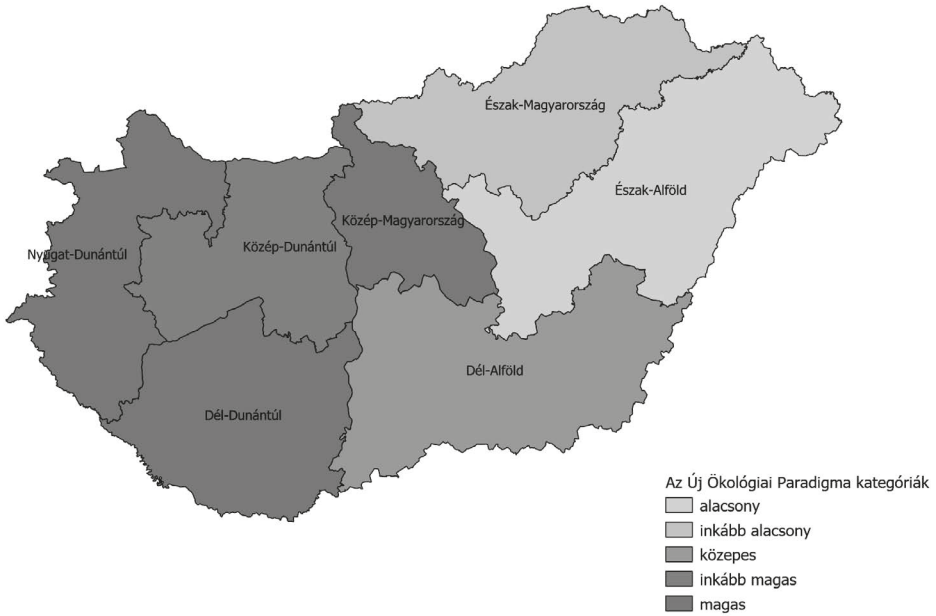 Észak-Magyarország
Észak-Alföld
Közép-Magyarország
Közép-Dunántúl
Nyugat-Dunántúl
Dél-Alföld
Dél-Dunántúl
Az Új Ökológiai Paradigma kategóriák
alacsony
inkább alacsony
közepes
inkább magas
magas